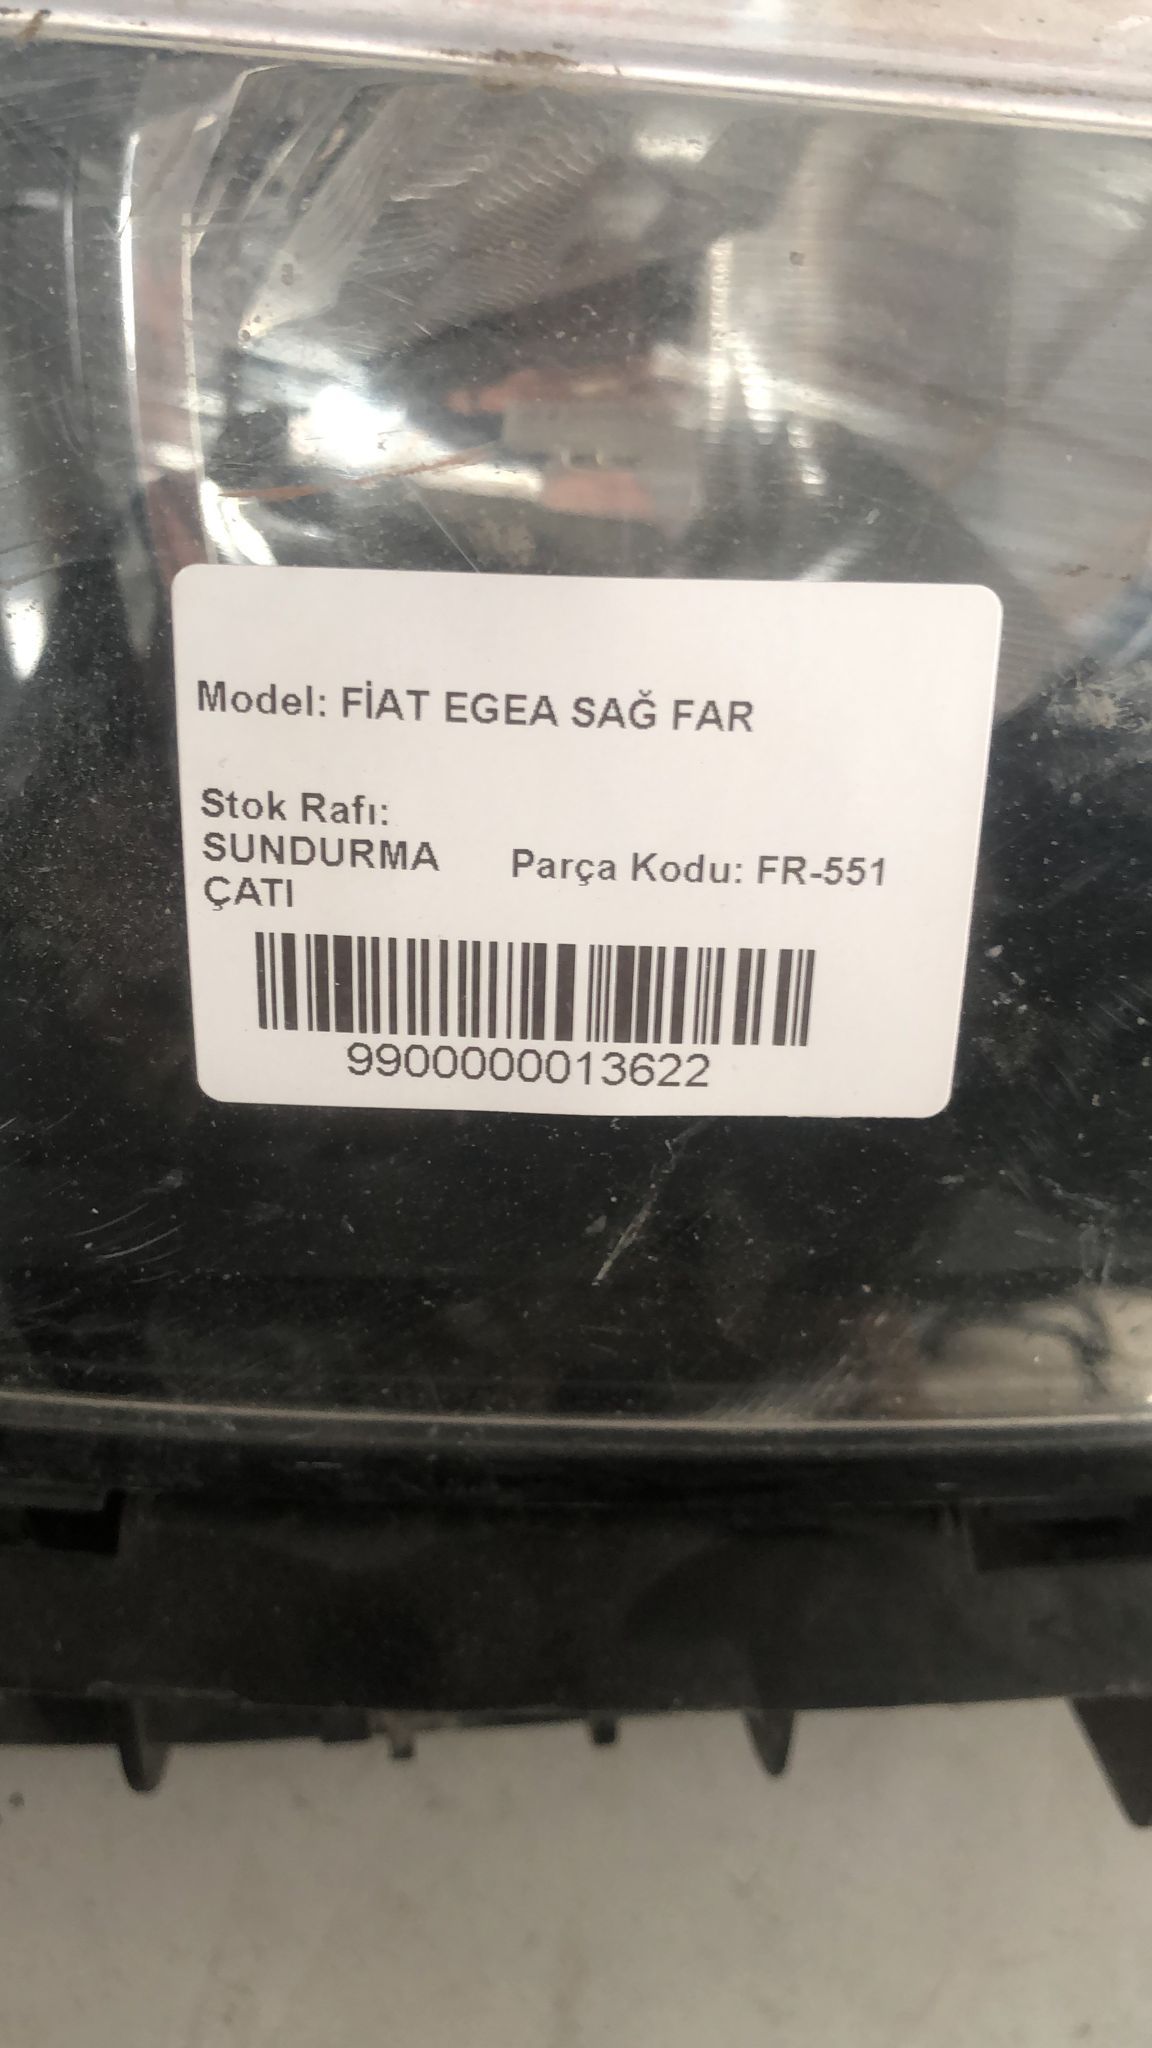 Model: FİAT EGEA SAĞ FAR
Stok Rafı:
SUNDURMA
ÇATI
Parça Kodu: FR-551
9900000013622